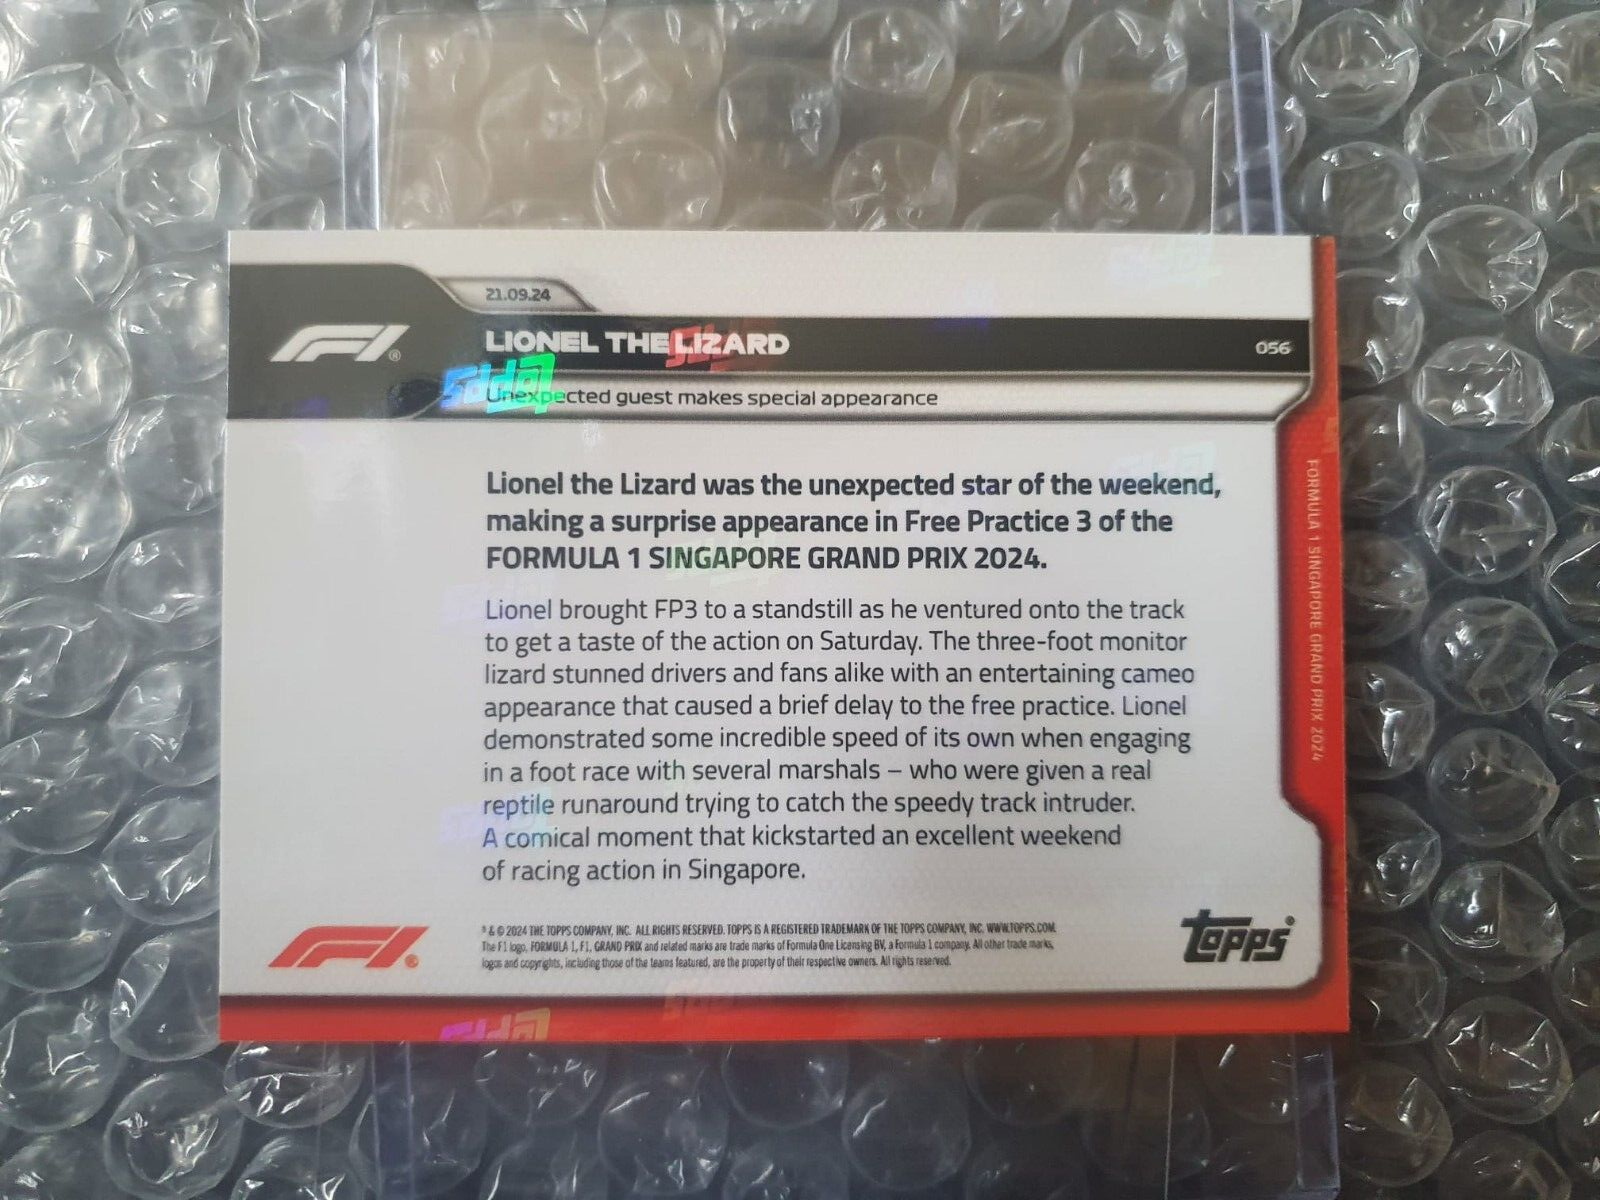 21.09.24
F1®
LIONEL THE LIZARD
056
Unexpected guest makes special appearance
Lionel the Lizard was the unexpected star of the weekend,
making a surprise appearance in Free Practice 3 of the
FORMULA 1 SINGAPORE GRAND PRIX 2024.
Lionel brought FP3 to a standstill as he ventured onto the track
to get a taste of the action on Saturday. The three-foot monitor
lizard stunned drivers and fans alike with an entertaining cameo
appearance that caused a brief delay to the free practice. Lionel
demonstrated some incredible speed of its own when engaging
in a foot race with several marshals – who were given a real
reptile runaround trying to catch the speedy track intruder.
A comical moment that kickstarted an excellent weekend
of racing action in Singapore.
FORMULA 1 SINGAPORE GRAND PRIX 2024
F1®
® & © 2024 THE TOPPS COMPANY, INC. ALL RIGHTS RESERVED. TOPPS IS A REGISTERED TRADEMARK OF THE TOPPS COMPANY, INC. WWW.TOPPS.COM.
The F1 logo, FORMULA 1, F1, GRAND PRIX and related marks are trade marks of Formula One Licensing BV, a Formula 1 company. All other trade marks,
logos and copyrights, including those of the teams featured, are the property of their respective owners. All rights reserved.
topps®